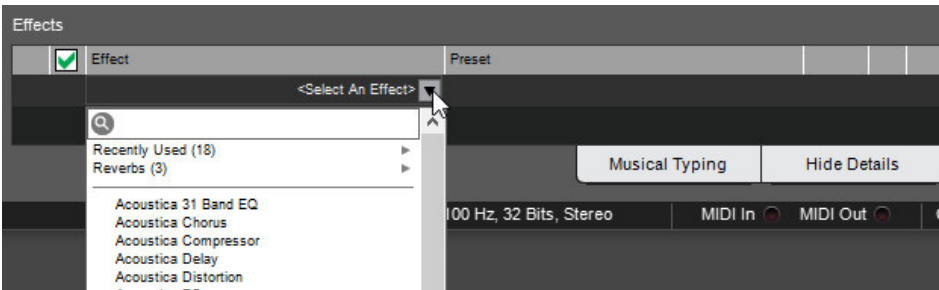 Effects
Effect Preset
<Select An Effect>
Recently Used (18)
Reverbs (3)
Musical Typing Hide Details
Acoustica 31 Band EQ
Acoustica Chorus
100 Hz, 32 Bits, Stereo MIDI In MIDI Out
Acoustica Compressor
Acoustica Delay
Acoustica Distortion